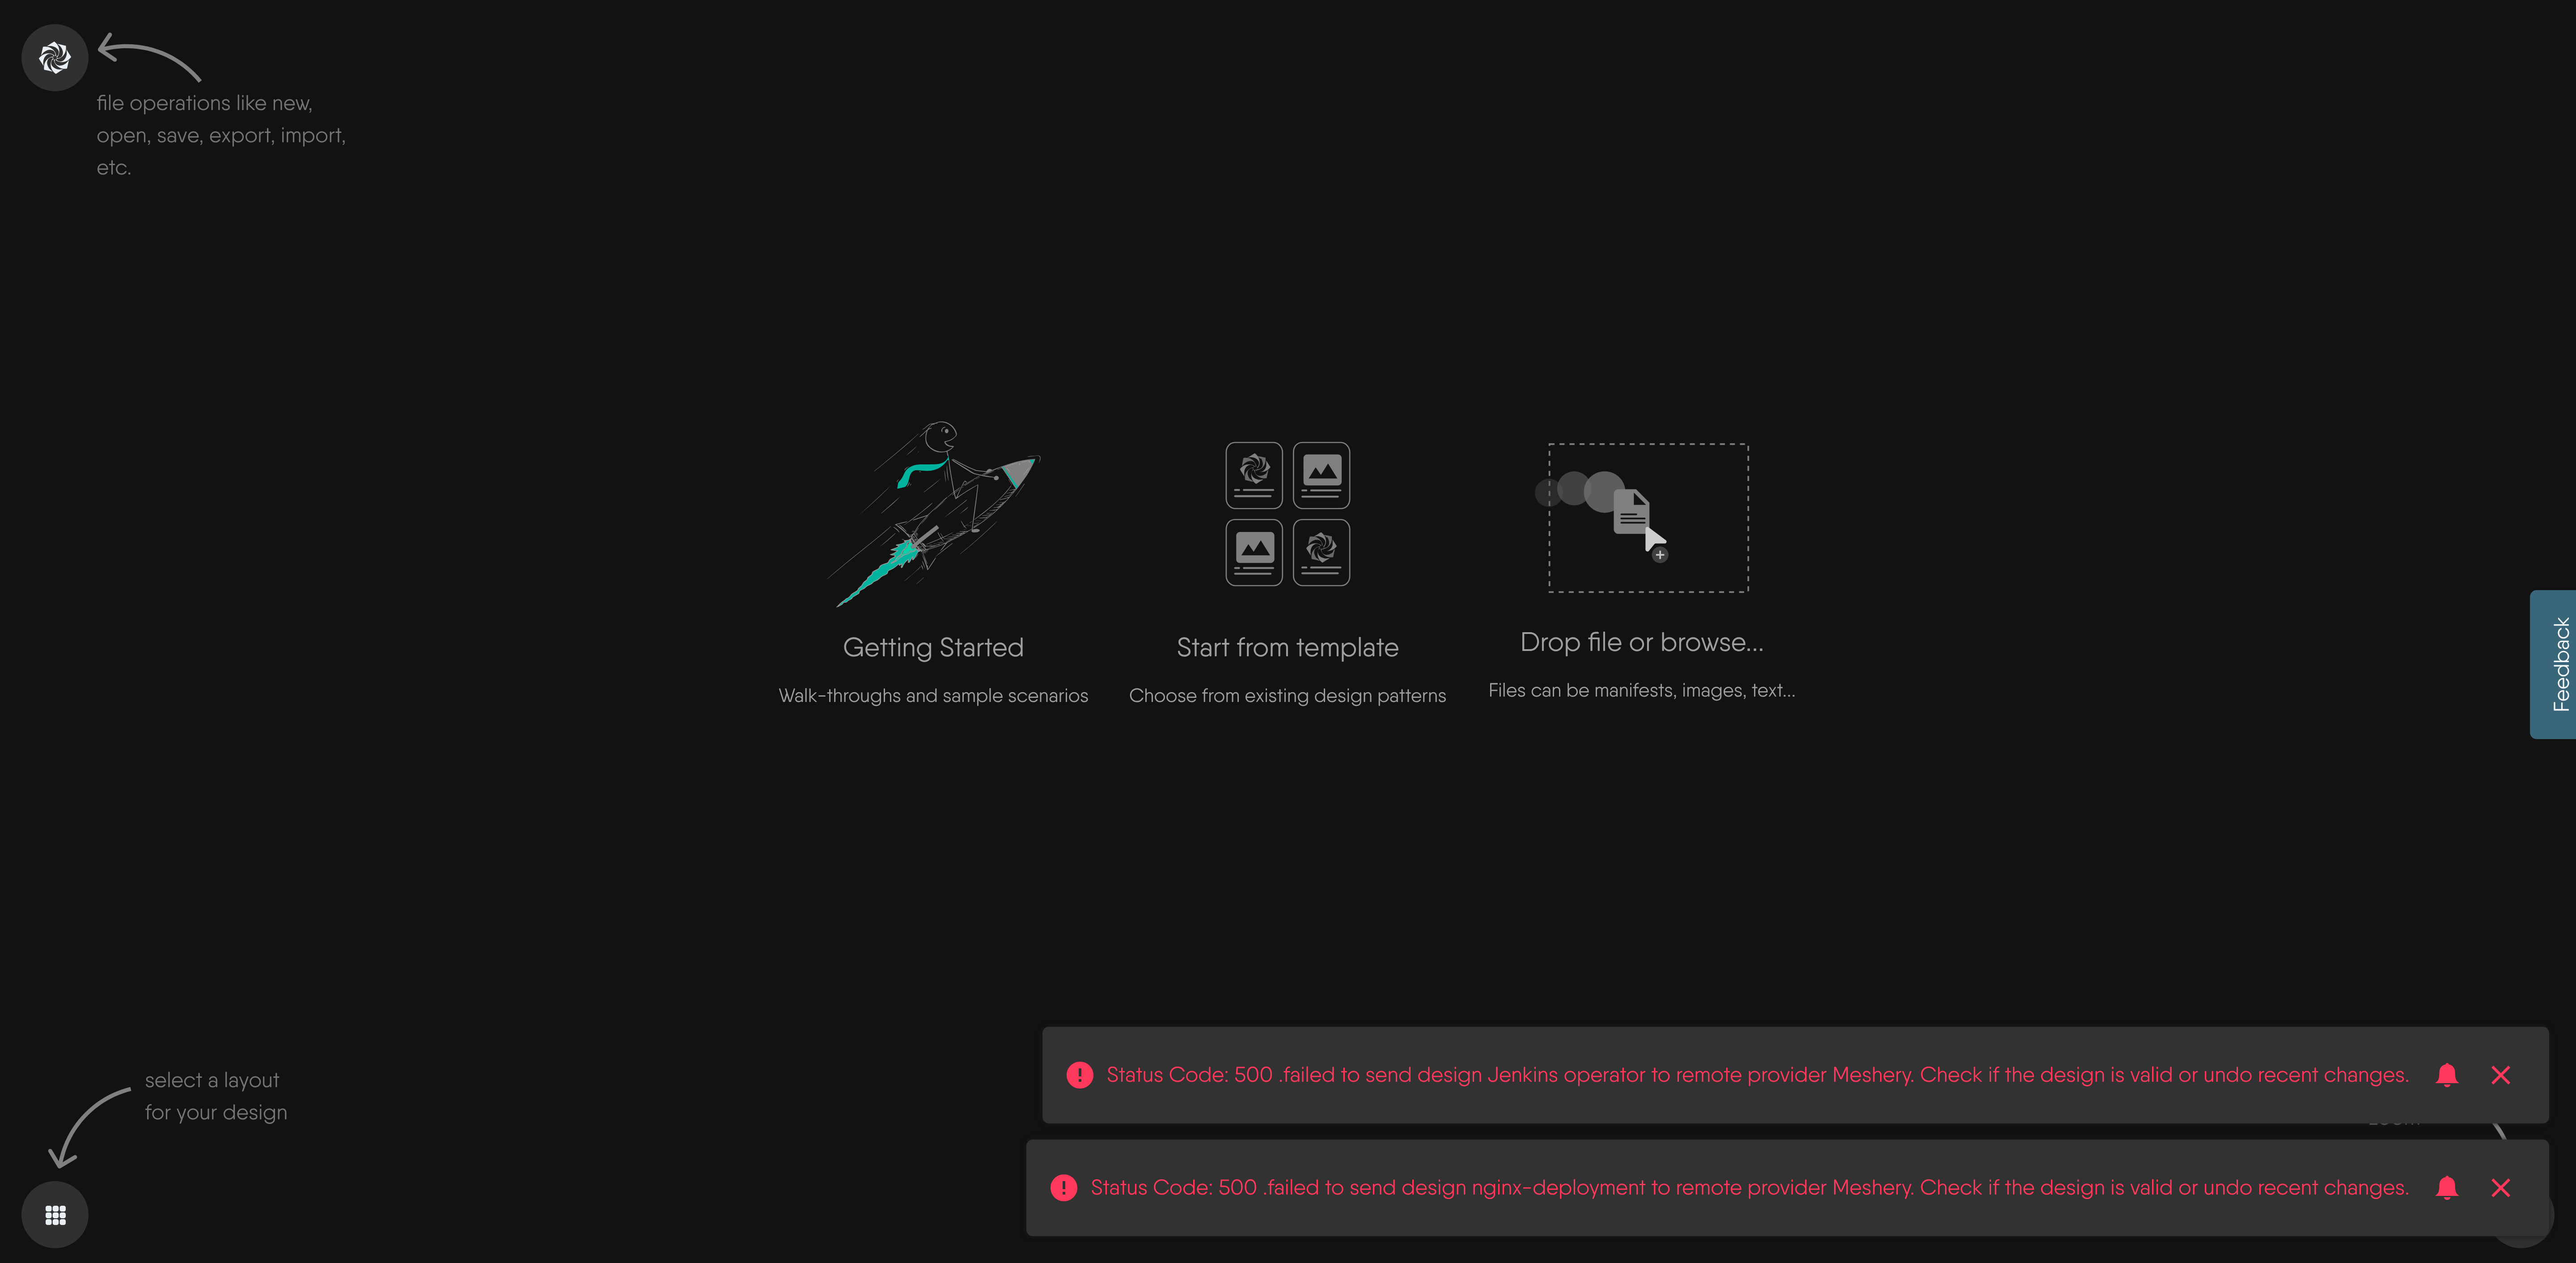 file operations like new,
open, save, export, import,
etc.
Getting Started
Walk-throughs and sample scenarios
Start from template
Choose from existing design patterns
Drop file or browse...
Files can be manifests, images, text...
Feedback
select a layout
for your design
Status Code: 500 .failed to send design Jenkins operator to remote provider Meshery. Check if the design is valid or undo recent changes.
Status Code: 500 .failed to send design nginx-deployment to remote provider Meshery. Check if the design is valid or undo recent changes.